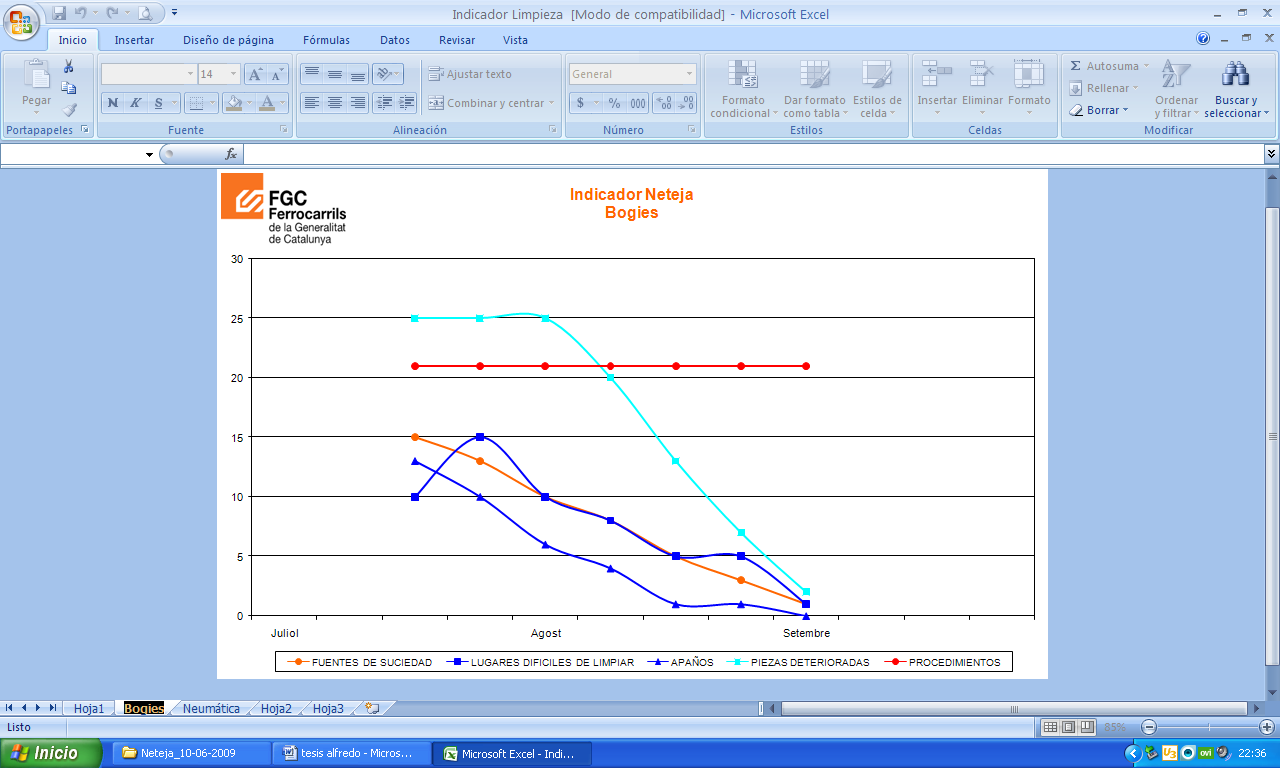 Indicador Limpieza  [Modo de compatibilidad] - Microsoft Excel
Inicio Insertar Diseño de página Fórmulas Datos Revisar Vista
Pegar
14
Ajustar texto
General
Autosuma
Rellenar
N K S
Combinar y centrar
$ % 000
Formato condicional
Dar formato como tabla
Estilos de celda
Insertar Eliminar Formato
Borrar
Ordenar y filtrar
Buscar y seleccionar
Portapapeles Fuente Alineación Número Estilos Celdas Modificar
fx
FGC
Ferrocarrils
de la Generalitat
de Catalunya
Indicador Neteja
Bogies
30
25
20
15
10
5
0
Juliol Agost Setembre
FUENTES DE SUCIEDAD LUGARES DIFICILES DE LIMPIAR APAÑOS PIEZAS DETERIORADAS PROCEDIMIENTOS
Hoja1 Bogies Neumática Hoja2 Hoja3
Listo 85%
Inicio Neteja_10-06-2009 tesis alfredo - Micros... Microsoft Excel - Indi... U3 ovi 22:36